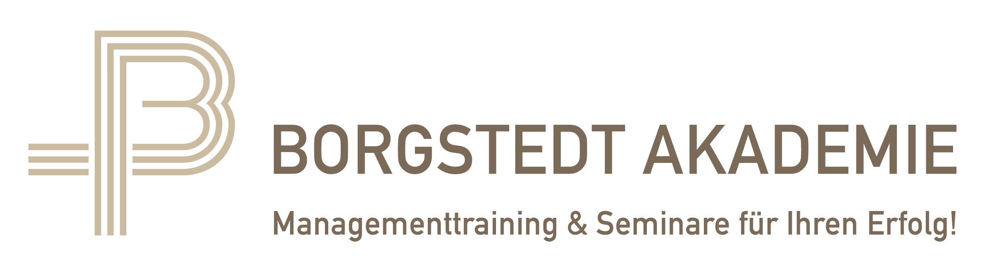 B
BORGSTEDT AKADEMIE
Managementtraining & Seminare für Ihren Erfolg!